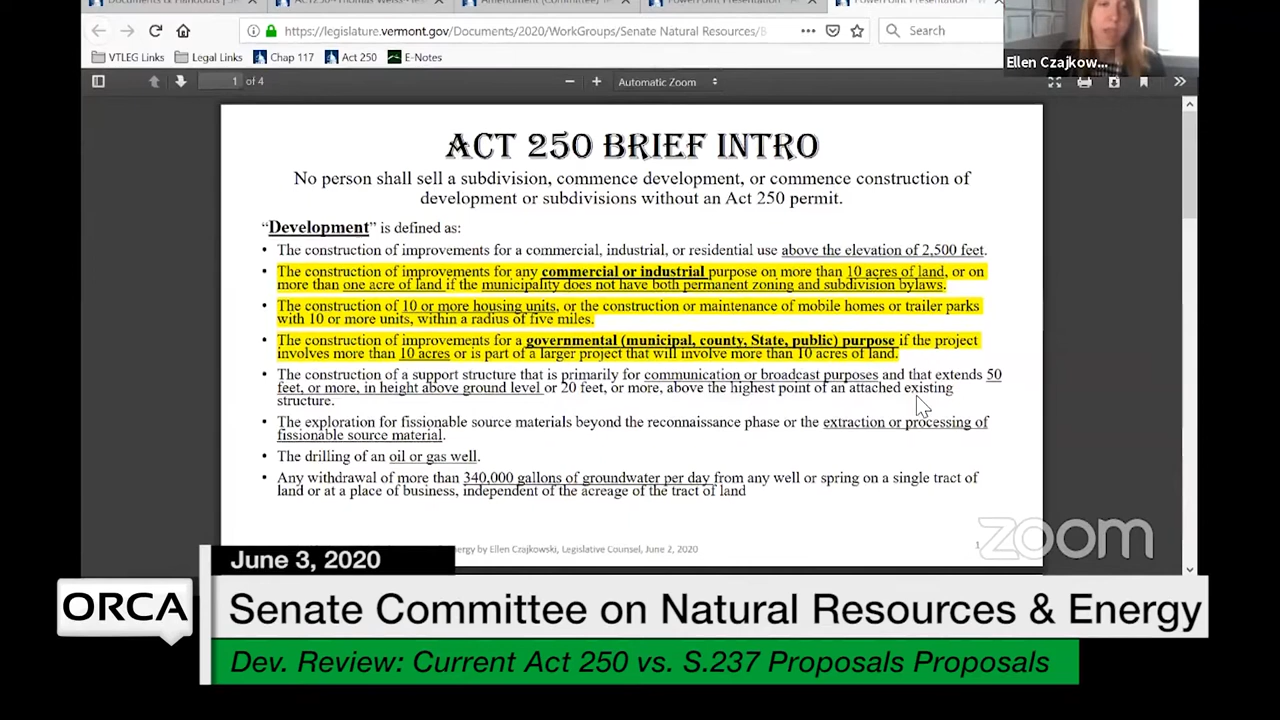 Documents & Handouts |
Act250~Thomas Weiss~
Amendment (Committee)
PowerPoint Presentation
PowerPoint Presentation
https://legislature.vermont.gov/Documents/2020/WorkGroups/Senate Natural Resources/B
Search
VTLEG Links Legal Links Chap 117 Act 250 E-Notes
Ellen Czajkow...
1 of 4
Automatic Zoom
ACT 250 BRIEF INTRO
No person shall sell a subdivision, commence development, or commence construction of
development or subdivisions without an Act 250 permit.
“Development” is defined as:
• The construction of improvements for a commercial, industrial, or residential use above the elevation of 2,500 feet.
• The construction of improvements for any commercial or industrial purpose on more than 10 acres of land, or on
more than one acre of land if the municipality does not have both permanent zoning and subdivision bylaws.
• The construction of 10 or more housing units, or the construction or maintenance of mobile homes or trailer parks
with 10 or more units, within a radius of five miles.
• The construction of improvements for a governmental (municipal, county, State, public) purpose if the project
involves more than 10 acres or is part of a larger project that will involve more than 10 acres of land.
• The construction of a support structure that is primarily for communication or broadcast purposes and that extends 50
feet, or more, in height above ground level or 20 feet, or more, above the highest point of an attached existing
structure.
• The exploration for fissionable source materials beyond the reconnaissance phase or the extraction or processing of
fissionable source material.
• The drilling of an oil or gas well.
• Any withdrawal of more than 340,000 gallons of groundwater per day from any well or spring on a single tract of
land or at a place of business, independent of the acreage of the tract of land
zoom
by Ellen Czajkowski, Legislative Counsel, June 2, 2020
1
June 3, 2020
ORCA
Senate Committee on Natural Resources & Energy
Dev. Review: Current Act 250 vs. S.237 Proposals Proposals